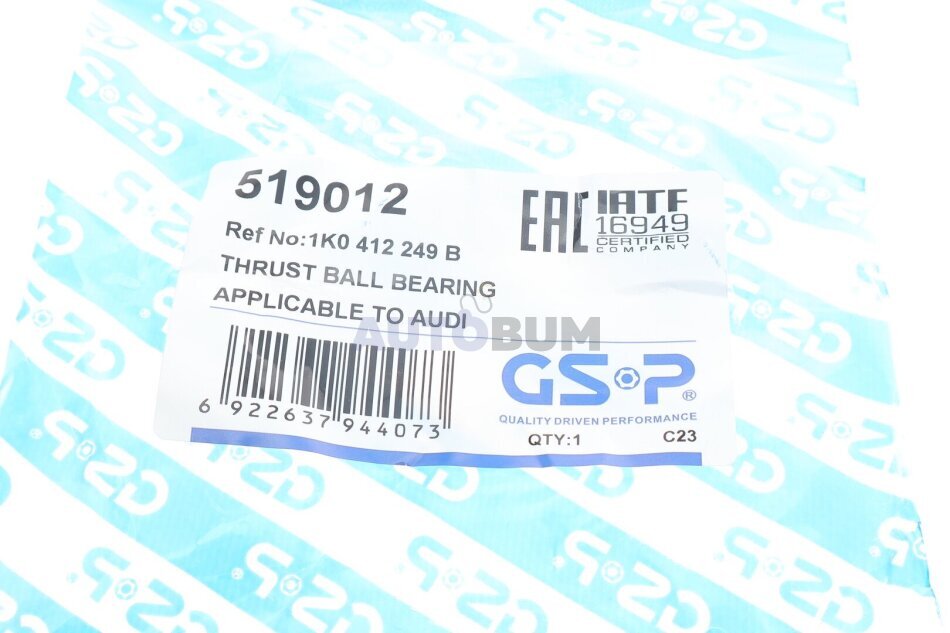 519012
Ref No:1K0 412 249 B
THRUST BALL BEARING
APPLICABLE TO AUDI
EAC
IATF
16949
CERTIFIED
COMPANY
AUTOBUM
6 922637 944073
GSP®
QUALITY DRIVEN PERFORMANCE
QTY:1 C23